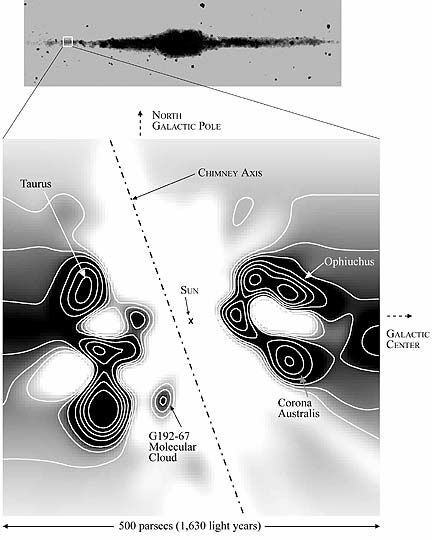 NORTH
GALACTIC POLE
CHIMNEY AXIS
Taurus
Ophiuchus
SUN
x
GALACTIC
CENTER
Corona
Australis
G192-67
Molecular
Cloud
500 parsecs (1,630 light years)